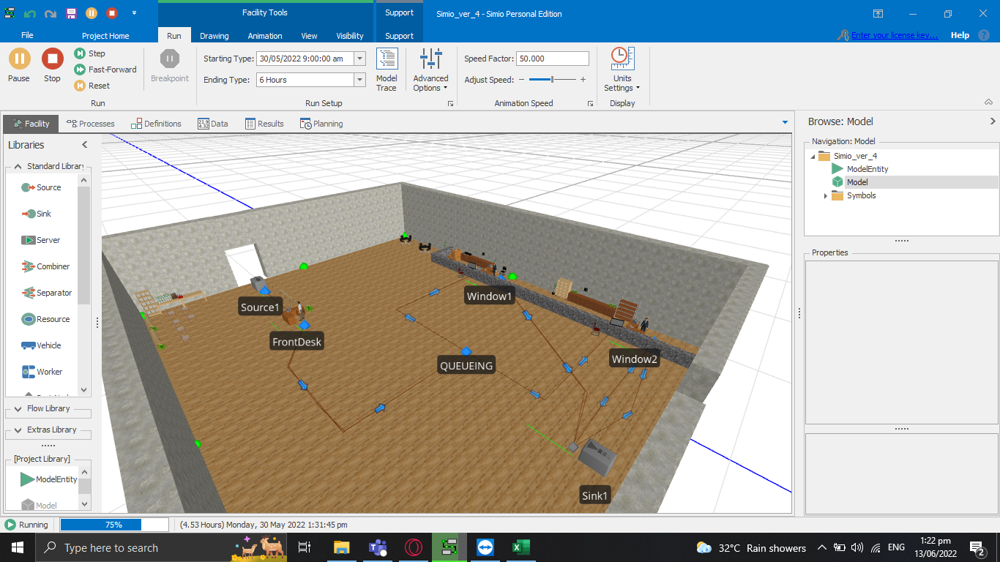 Facility Tools
Support
Simio_ver_4 - Simio Personal Edition
File
Project Home
Run
Drawing
Animation
View
Visibility
Support
Enter your license key...
Help
Pause
Stop
Step
Fast-Forward
Reset
Breakpoint
Starting Type: 30/05/2022 9:00:00 am
Ending Type: 6 Hours
Model Trace
Advanced Options
Speed Factor: 50.000
Adjust Speed:
Units Settings
Run
Run Setup
Animation Speed
Display
Facility
Processes
Definitions
Data
Results
Planning
Libraries
Standard Library
Source
Sink
Server
Combiner
Separator
Resource
Vehicle
Worker
Flow Library
Extras Library
[Project Library]
ModelEntity
Model
Source1
FrontDesk
QUEUEING
Window1
Window2
Sink1
Browse: Model
Navigation: Model
Simio_ver_4
ModelEntity
Model
Symbols
Properties
Running
75%
(4.53 Hours) Monday, 30 May 2022 1:31:45 pm
Type here to search
32°C Rain showers
ENG
1:22 pm
13/06/2022
2